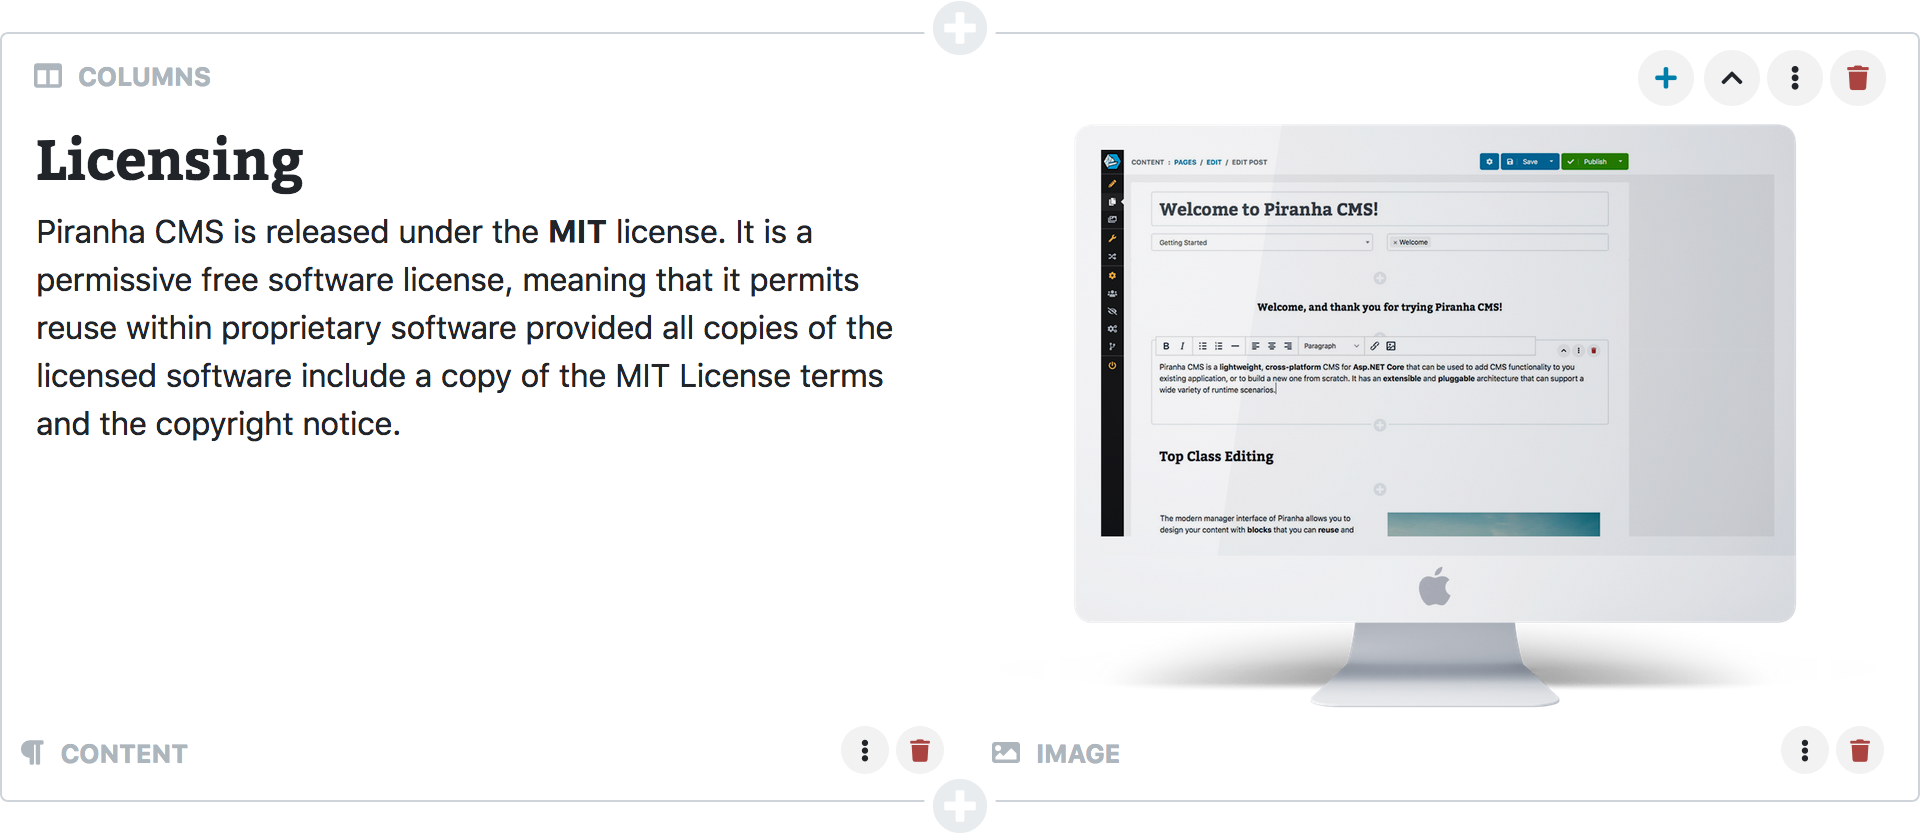 COLUMNS
Licensing
Piranha CMS is released under the MIT license. It is a
permissive free software license, meaning that it permits
reuse within proprietary software provided all copies of the
licensed software include a copy of the MIT License terms
and the copyright notice.
CONTENT
CONTENT : PAGES / EDIT / EDIT POST
Save
Publish
Welcome to Piranha CMS!
Getting Started
× Welcome
Welcome, and thank you for trying Piranha CMS!
B I
Paragraph
Piranha CMS is a lightweight, cross-platform CMS for Asp.NET Core that can be used to add CMS functionality to you
existing application, or to build a new one from scratch. It has an extensible and pluggable architecture that can support a
wide variety of runtime scenarios.
Top Class Editing
The modern manager interface of Piranha allows you to
design your content with blocks that you can reuse and
IMAGE